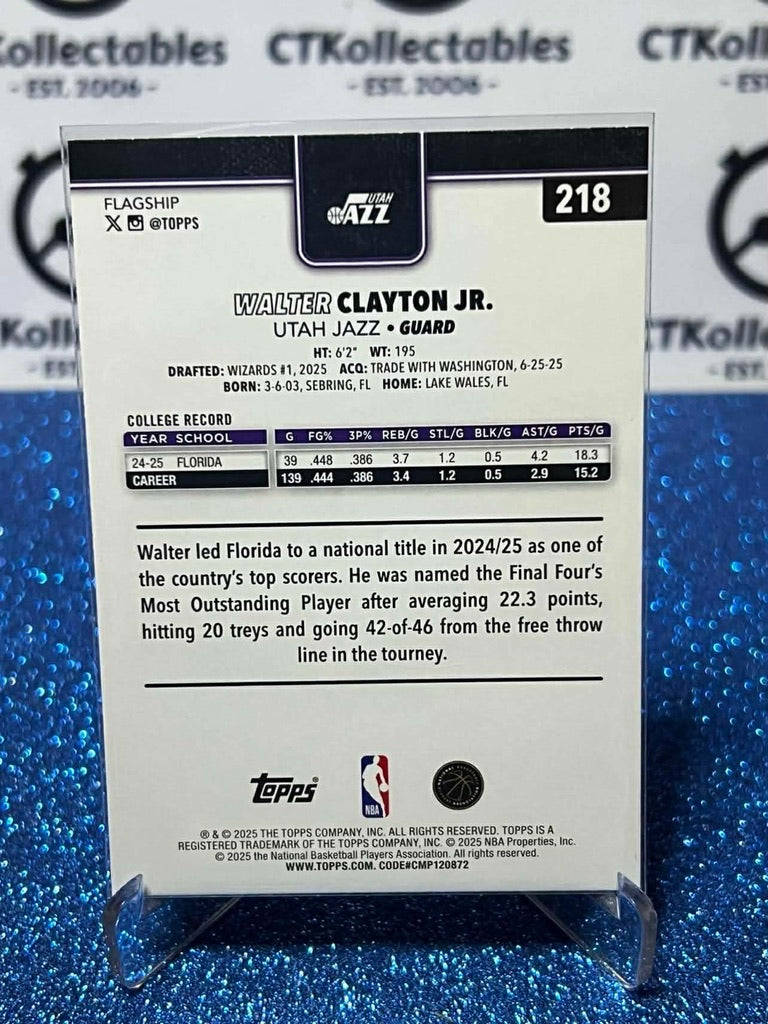 ollectables CTKollectables CTKoll
- EST. 2006 - - EST. 2006 - - EST.
Koll TKolle
- EST.
FLAGSHIP
@TOPPS
UTAH
JAZZ
218
WALTER CLAYTON JR.
UTAH JAZZ • GUARD
HT: 6'2" WT: 195
DRAFTED: WIZARDS #1, 2025 ACQ: TRADE WITH WASHINGTON, 6-25-25
BORN: 3-6-03, SEBRING, FL HOME: LAKE WALES, FL
COLLEGE RECORD
YEAR SCHOOL G FG% 3P% REB/G STL/G BLK/G AST/G PTS/G
24-25 FLORIDA 39 .448 .386 3.7 1.2 0.5 4.2 18.3
CAREER 139 .444 .386 3.4 1.2 0.5 2.9 15.2
Walter led Florida to a national title in 2024/25 as one of
the country's top scorers. He was named the Final Four's
Most Outstanding Player after averaging 22.3 points,
hitting 20 treys and going 42-of-46 from the free throw
line in the tourney.
Topps® NBA
® & © 2025 THE TOPPS COMPANY, INC. ALL RIGHTS RESERVED. TOPPS IS A
REGISTERED TRADEMARK OF THE TOPPS COMPANY, INC. © 2025 NBA Properties, Inc.
© 2025 the National Basketball Players Association. All rights reserved.
WWW.TOPPS.COM. CODE#CMP120872